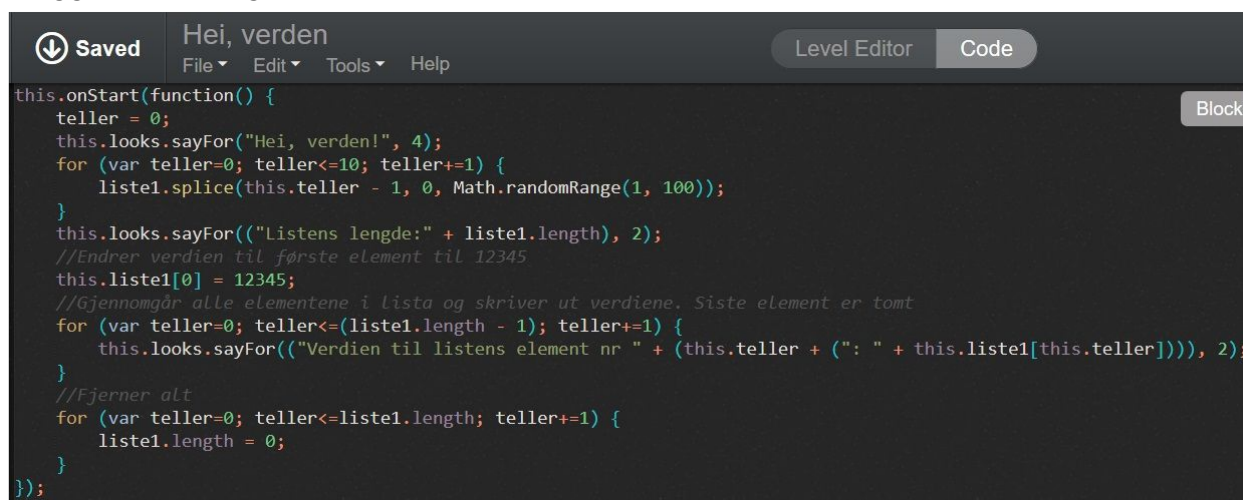 Saved
Hei, verden
File Edit Tools Help
Level Editor Code
Block
this.onStart(function() {
    teller = 0;
    this.looks.sayFor("Hei, verden!", 4);
    for (var teller=0; teller<=10; teller+=1) {
        liste1.splice(this.teller - 1, 0, Math.randomRange(1, 100));
    }
    this.looks.sayFor(("Listens lengde:" + liste1.length), 2);
    //Endrer verdien til første element til 12345
    this.liste1[0] = 12345;
    //Gjennomgår alle elementene i lista og skriver ut verdiene. Siste element er tomt
    for (var teller=0; teller<=(liste1.length - 1); teller+=1) {
        this.looks.sayFor(("Verdien til listens element nr " + (this.teller + (": " + this.liste1[this.teller]))), 2);
    }
    //Fjerner alt
    for (var teller=0; teller<=liste1.length; teller+=1) {
        liste1.length = 0;
    }
});